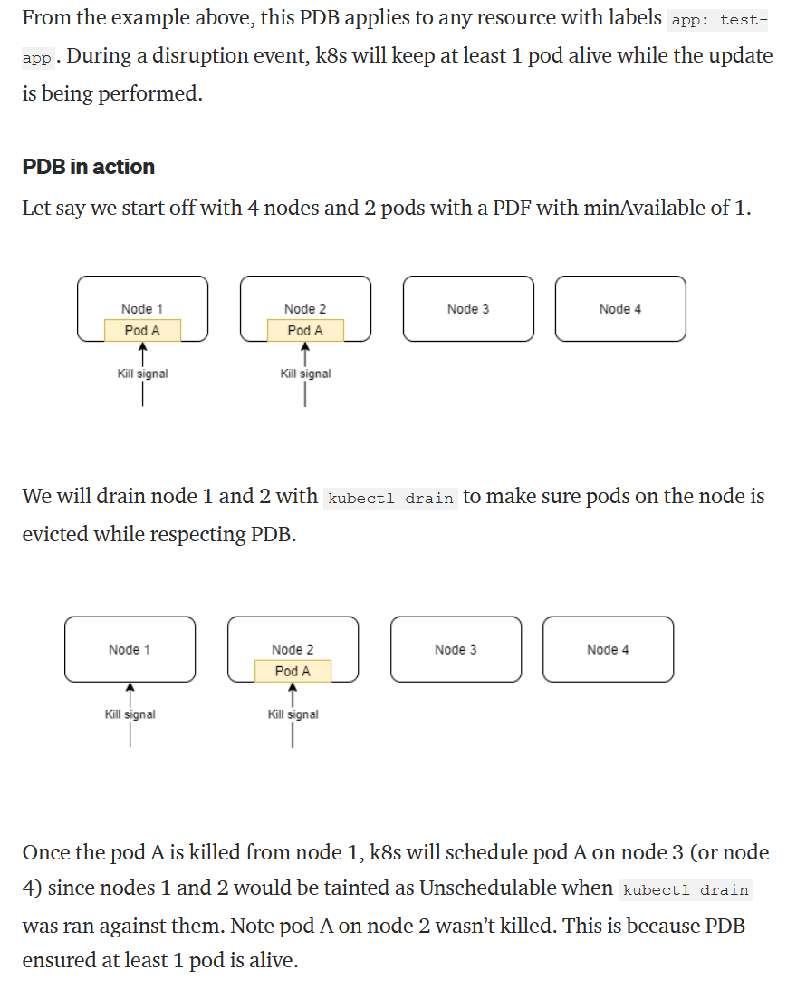 From the example above, this PDB applies to any resource with labels app: test-
app. During a disruption event, k8s will keep at least 1 pod alive while the update
is being performed.
PDB in action
Let say we start off with 4 nodes and 2 pods with a PDF with minAvailable of 1.
Node 1
Pod A
Kill signal
Node 2
Pod A
Kill signal
Node 3
Node 4
We will drain node 1 and 2 with kubectl drain to make sure pods on the node is
evicted while respecting PDB.
Node 1
Kill signal
Node 2
Pod A
Kill signal
Node 3
Node 4
Once the pod A is killed from node 1, k8s will schedule pod A on node 3 (or node
4) since nodes 1 and 2 would be tainted as Unschedulable when kubectl drain
was ran against them. Note pod A on node 2 wasn’t killed. This is because PDB
ensured at least 1 pod is alive.